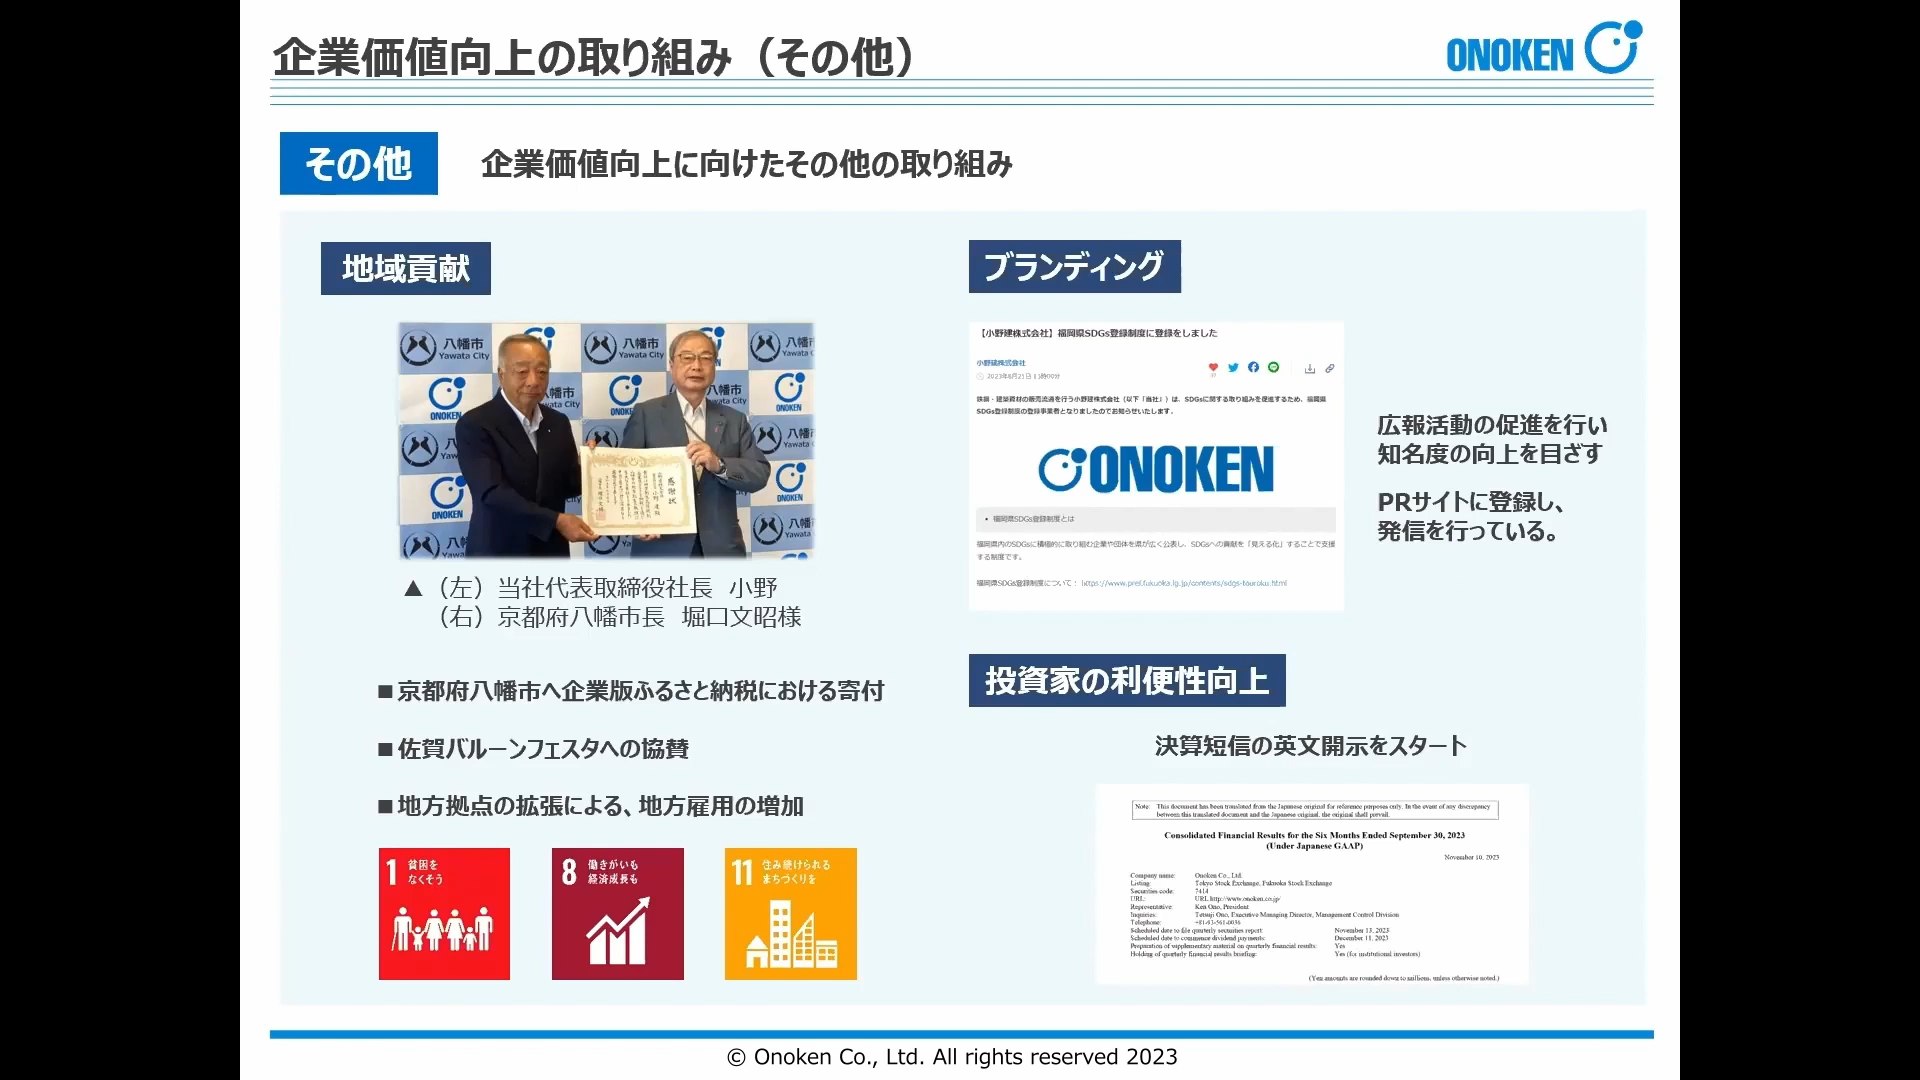 企業価値向上の取り組み（その他）
ONOKEN
その他
企業価値向上に向けたその他の取り組み
地域貢献
八幡市
Yawata City
ONOKEN
感謝状
▲（左）当社代表取締役社長　小野
（右）京都府八幡市長　堀口文昭様
■京都府八幡市へ企業版ふるさと納税における寄付
■佐賀バルーンフェスタへの協賛
■地方拠点の拡張による、地方雇用の増加
1 貧困を
なくそう
8 働きがいも
経済成長も
11 住み続けられる
まちづくりを
ブランディング
【小野建株式会社】福岡県SDGs登録制度に登録をしました
小野建株式会社
鉄鋼・建築資材の販売流通を行う小野建株式会社（以下「当社」）は、SDGsに関する取り組みを促進するため、福岡県
SDGs登録制度の登録事業者となりましたのでお知らせいたします。
ONOKEN
• 福岡県SDGs登録制度とは
福岡県内のSDGsに積極的に取り組む企業や団体を県が広く公表し、SDGsへの貢献を「見える化」することで支援
する制度です。
福岡県SDGs登録制度について： https://www.pref.fukuoka.lg.jp/contents/sdgs-touroku.html
広報活動の促進を行い
知名度の向上を目ざす
PRサイトに登録し、
発信を行っている。
投資家の利便性向上
決算短信の英文開示をスタート
Note: This document has been translated from the Japanese original for reference purposes only. In the event of any discrepancy
between this translated document and the Japanese original, the original shall prevail.
Consolidated Financial Results for the Six Months Ended September 30, 2023
(Under Japanese GAAP)
November 10, 2023
Company name: Onoken Co., Ltd.
Listing: Tokyo Stock Exchange, Fukuoka Stock Exchange
Securities code: 7414
URL: URL http://www.onoken.co.jp/
Representative: Ken Ono, President
Inquiries: Tetsuji Ono, Executive Managing Director, Management Control Division
Telephone: +81-93-561-0036
Scheduled date to file quarterly securities report: November 13, 2023
Scheduled date to commence dividend payments: December 11, 2023
Preparation of supplementary material on quarterly financial results: Yes
Holding of quarterly financial results briefing: Yes (for institutional investors)
(Yen amounts are rounded down to millions, unless otherwise noted.)
© Onoken Co., Ltd. All rights reserved 2023